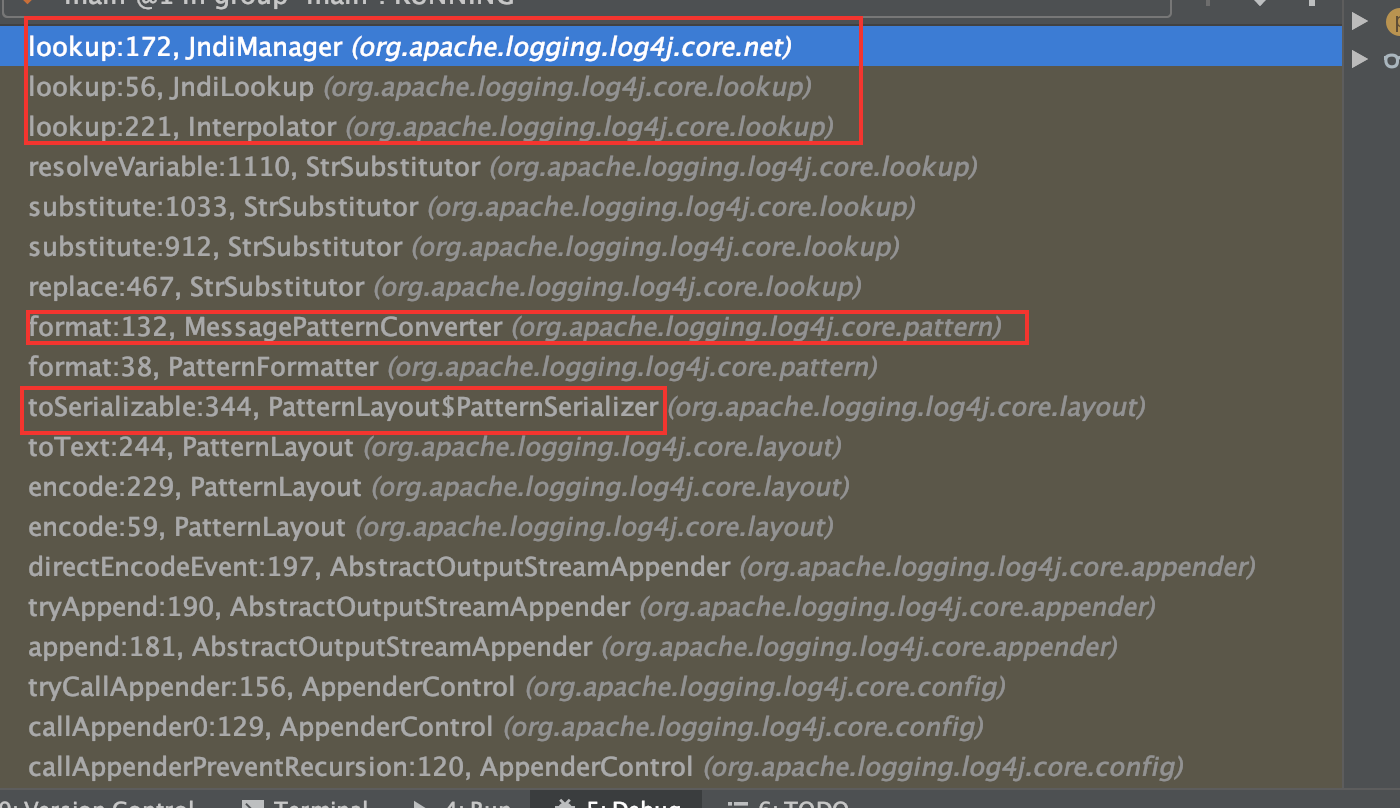 "main"@1 in group "main": RUNNING
lookup:172, JndiManager (org.apache.logging.log4j.core.net)
lookup:56, JndiLookup (org.apache.logging.log4j.core.lookup)
lookup:221, Interpolator (org.apache.logging.log4j.core.lookup)
resolveVariable:1110, StrSubstitutor (org.apache.logging.log4j.core.lookup)
substitute:1033, StrSubstitutor (org.apache.logging.log4j.core.lookup)
substitute:912, StrSubstitutor (org.apache.logging.log4j.core.lookup)
replace:467, StrSubstitutor (org.apache.logging.log4j.core.lookup)
format:132, MessagePatternConverter (org.apache.logging.log4j.core.pattern)
format:38, PatternFormatter (org.apache.logging.log4j.core.pattern)
toSerializable:344, PatternLayout$PatternSerializer (org.apache.logging.log4j.core.layout)
toText:244, PatternLayout (org.apache.logging.log4j.core.layout)
encode:229, PatternLayout (org.apache.logging.log4j.core.layout)
encode:59, PatternLayout (org.apache.logging.log4j.core.layout)
directEncodeEvent:197, AbstractOutputStreamAppender (org.apache.logging.log4j.core.appender)
tryAppend:190, AbstractOutputStreamAppender (org.apache.logging.log4j.core.appender)
append:181, AbstractOutputStreamAppender (org.apache.logging.log4j.core.appender)
tryCallAppender:156, AppenderControl (org.apache.logging.log4j.core.config)
callAppender0:129, AppenderControl (org.apache.logging.log4j.core.config)
callAppenderPreventRecursion:120, AppenderControl (org.apache.logging.log4j.core.config)
9: Version Control Terminal 4: Run 5: Debug 6: TODO